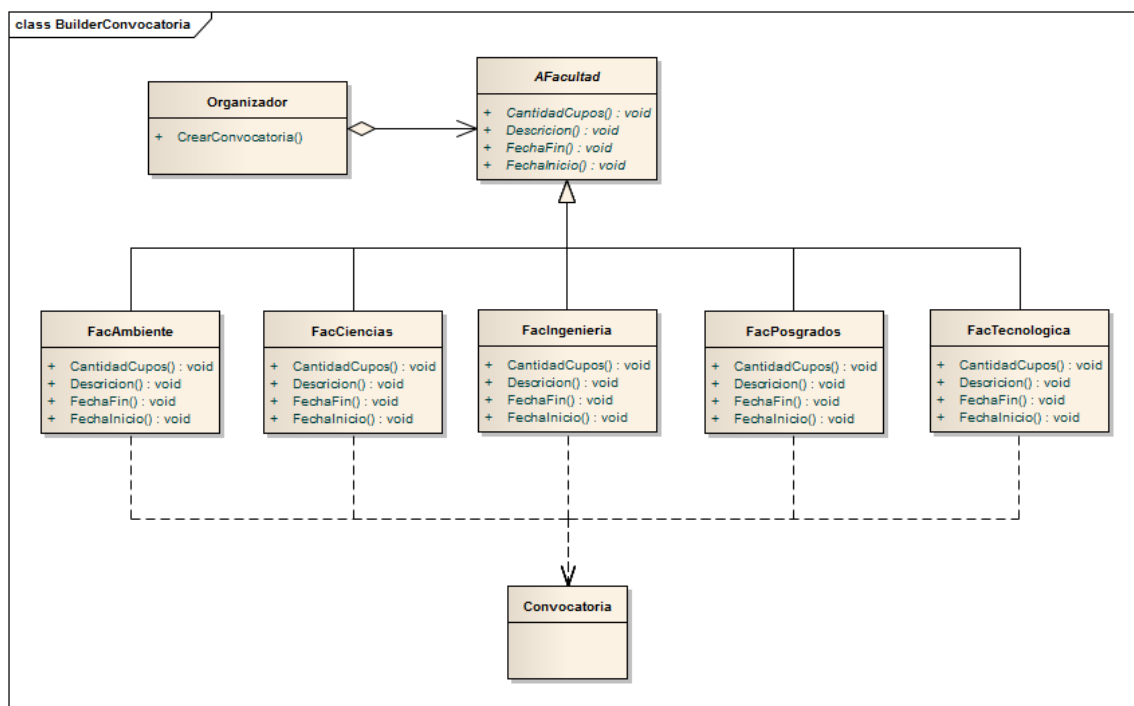 class BuilderConvocatoria
Organizador
+ CrearConvocatoria()
AFacultad
+ CantidadCupos() : void
+ Descricion() : void
+ FechaFin() : void
+ FechaInicio() : void
FacAmbiente
+ CantidadCupos() : void
+ Descricion() : void
+ FechaFin() : void
+ FechaInicio() : void
FacCiencias
+ CantidadCupos() : void
+ Descricion() : void
+ FechaFin() : void
+ FechaInicio() : void
FacIngenieria
+ CantidadCupos() : void
+ Descricion() : void
+ FechaFin() : void
+ FechaInicio() : void
FacPosgrados
+ CantidadCupos() : void
+ Descricion() : void
+ FechaFin() : void
+ FechaInicio() : void
FacTecnologica
+ CantidadCupos() : void
+ Descricion() : void
+ FechaFin() : void
+ FechaInicio() : void
Convocatoria